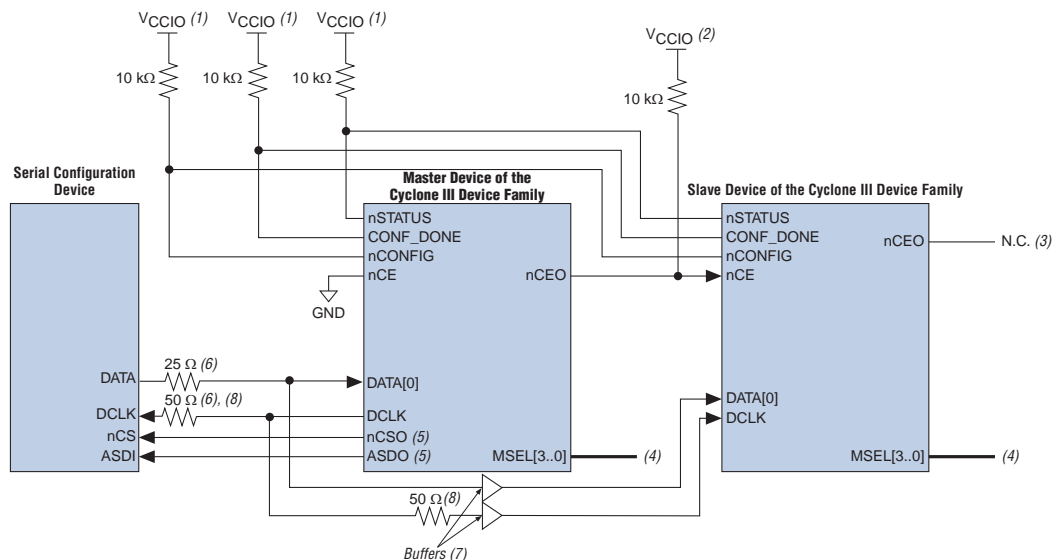 VCCIO (1)
VCCIO (1)
VCCIO (1)
VCCIO (2)
10 kΩ
10 kΩ
10 kΩ
10 kΩ
Serial Configuration
Device
Master Device of the
Cyclone III Device Family
Slave Device of the Cyclone III Device Family
nSTATUS
CONF_DONE
nCONFIG
nCE
nCEO
GND
nSTATUS
CONF_DONE
nCONFIG
nCE
nCEO
N.C. (3)
DATA
DCLK
nCS
ASDI
25 Ω (6)
50 Ω (6), (8)
DATA[0]
DCLK
nCSO (5)
ASDO (5)
MSEL[3..0]
(4)
DATA[0]
DCLK
MSEL[3..0]
(4)
50 Ω (8)
Buffers (7)